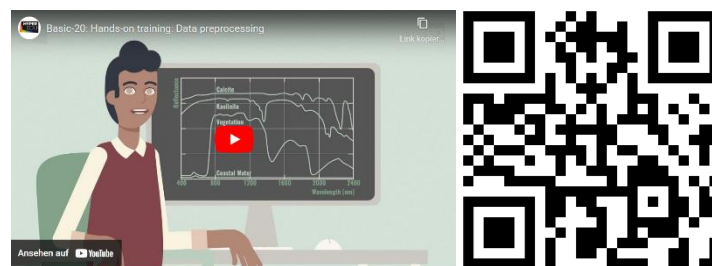 Basic-20: Hands-on training: Data preprocessing
Link kopier...
Reflectance
Calcite
Kaolinite
Vegetation
Coastal Water
400 800 1200 1600 2000 2400
Wavelength [nm]
Ansehen auf YouTube